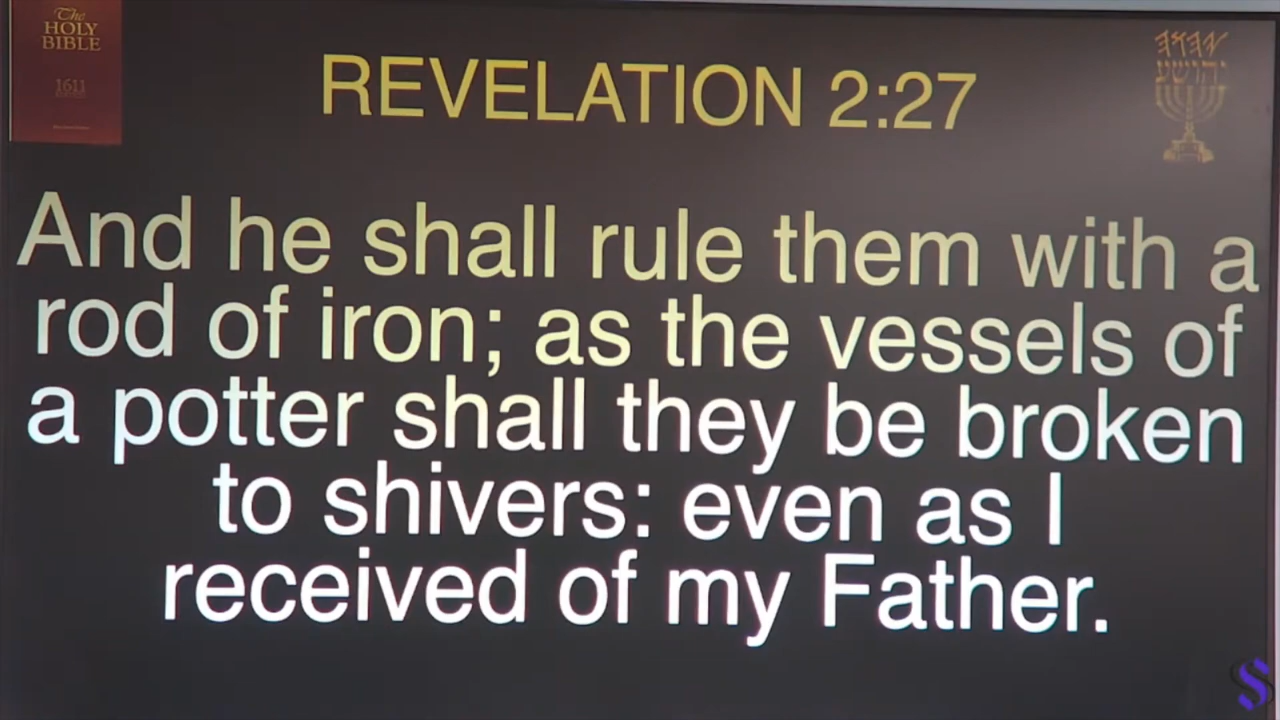 The
HOLY
BIBLE
1611
REVELATION 2:27
And he shall rule them with a
rod of iron; as the vessels of
a potter shall they be broken
to shivers: even as I
received of my Father.
S